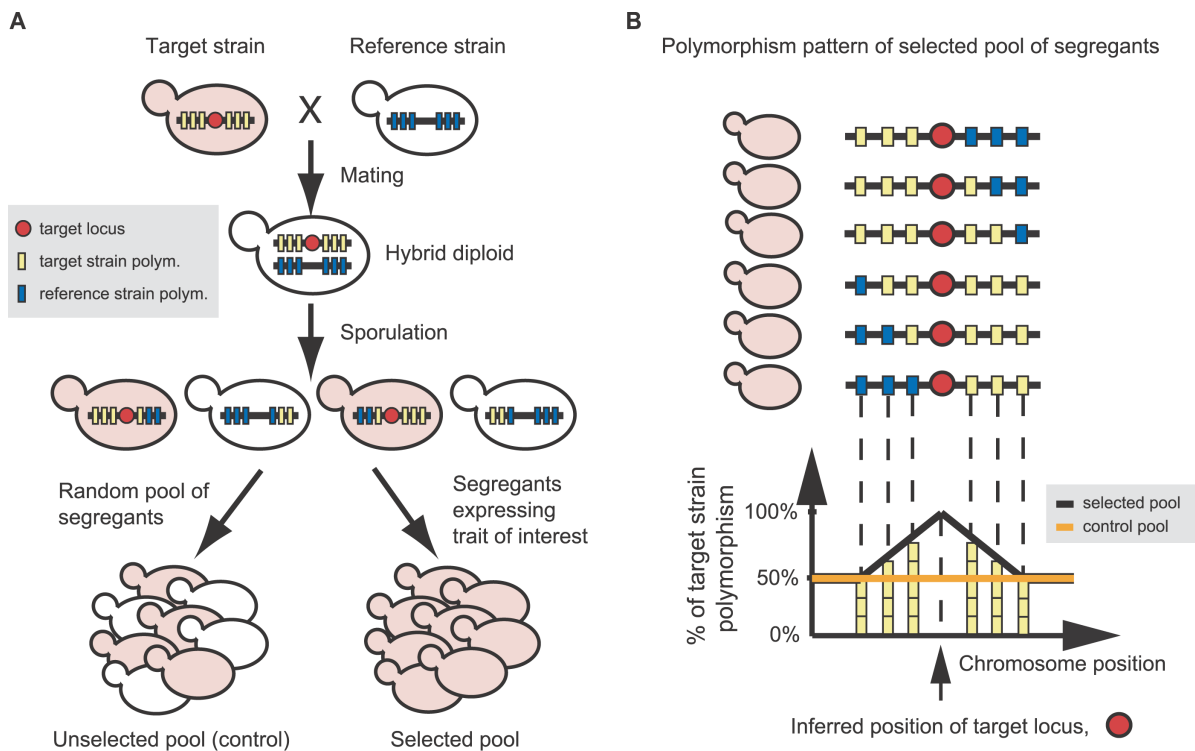 A
Target strain
Reference strain
X
Mating
target locus
target strain polym.
reference strain polym.
Hybrid diploid
Sporulation
Random pool of
segregants
Segregants
expressing
trait of interest
Unselected pool (control)
Selected pool
B
Polymorphism pattern of selected pool of segregants
% of target strain
polymorphism
100%
50%
0%
selected pool
control pool
Chromosome position
Inferred position of target locus,